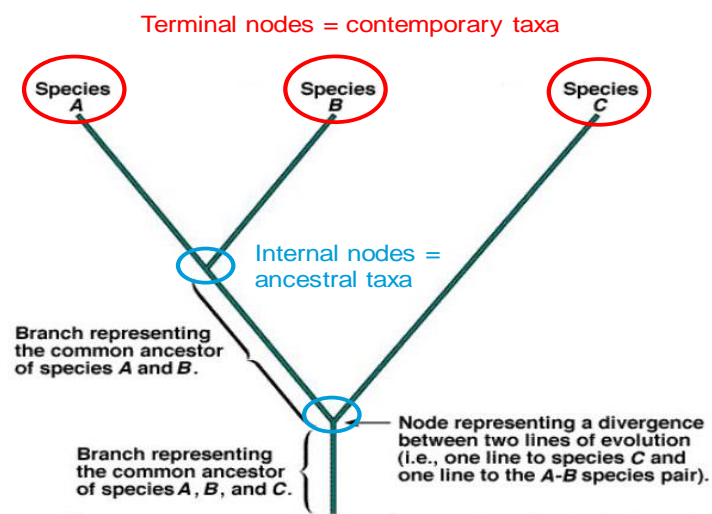 Terminal nodes = contemporary taxa
Species
A
Species
B
Species
C
Internal nodes =
ancestral taxa
Branch representing
the common ancestor
of species A and B.
Node representing a divergence
between two lines of evolution
(i.e., one line to species C and
one line to the A-B species pair).
Branch representing
the common ancestor
of species A, B, and C.